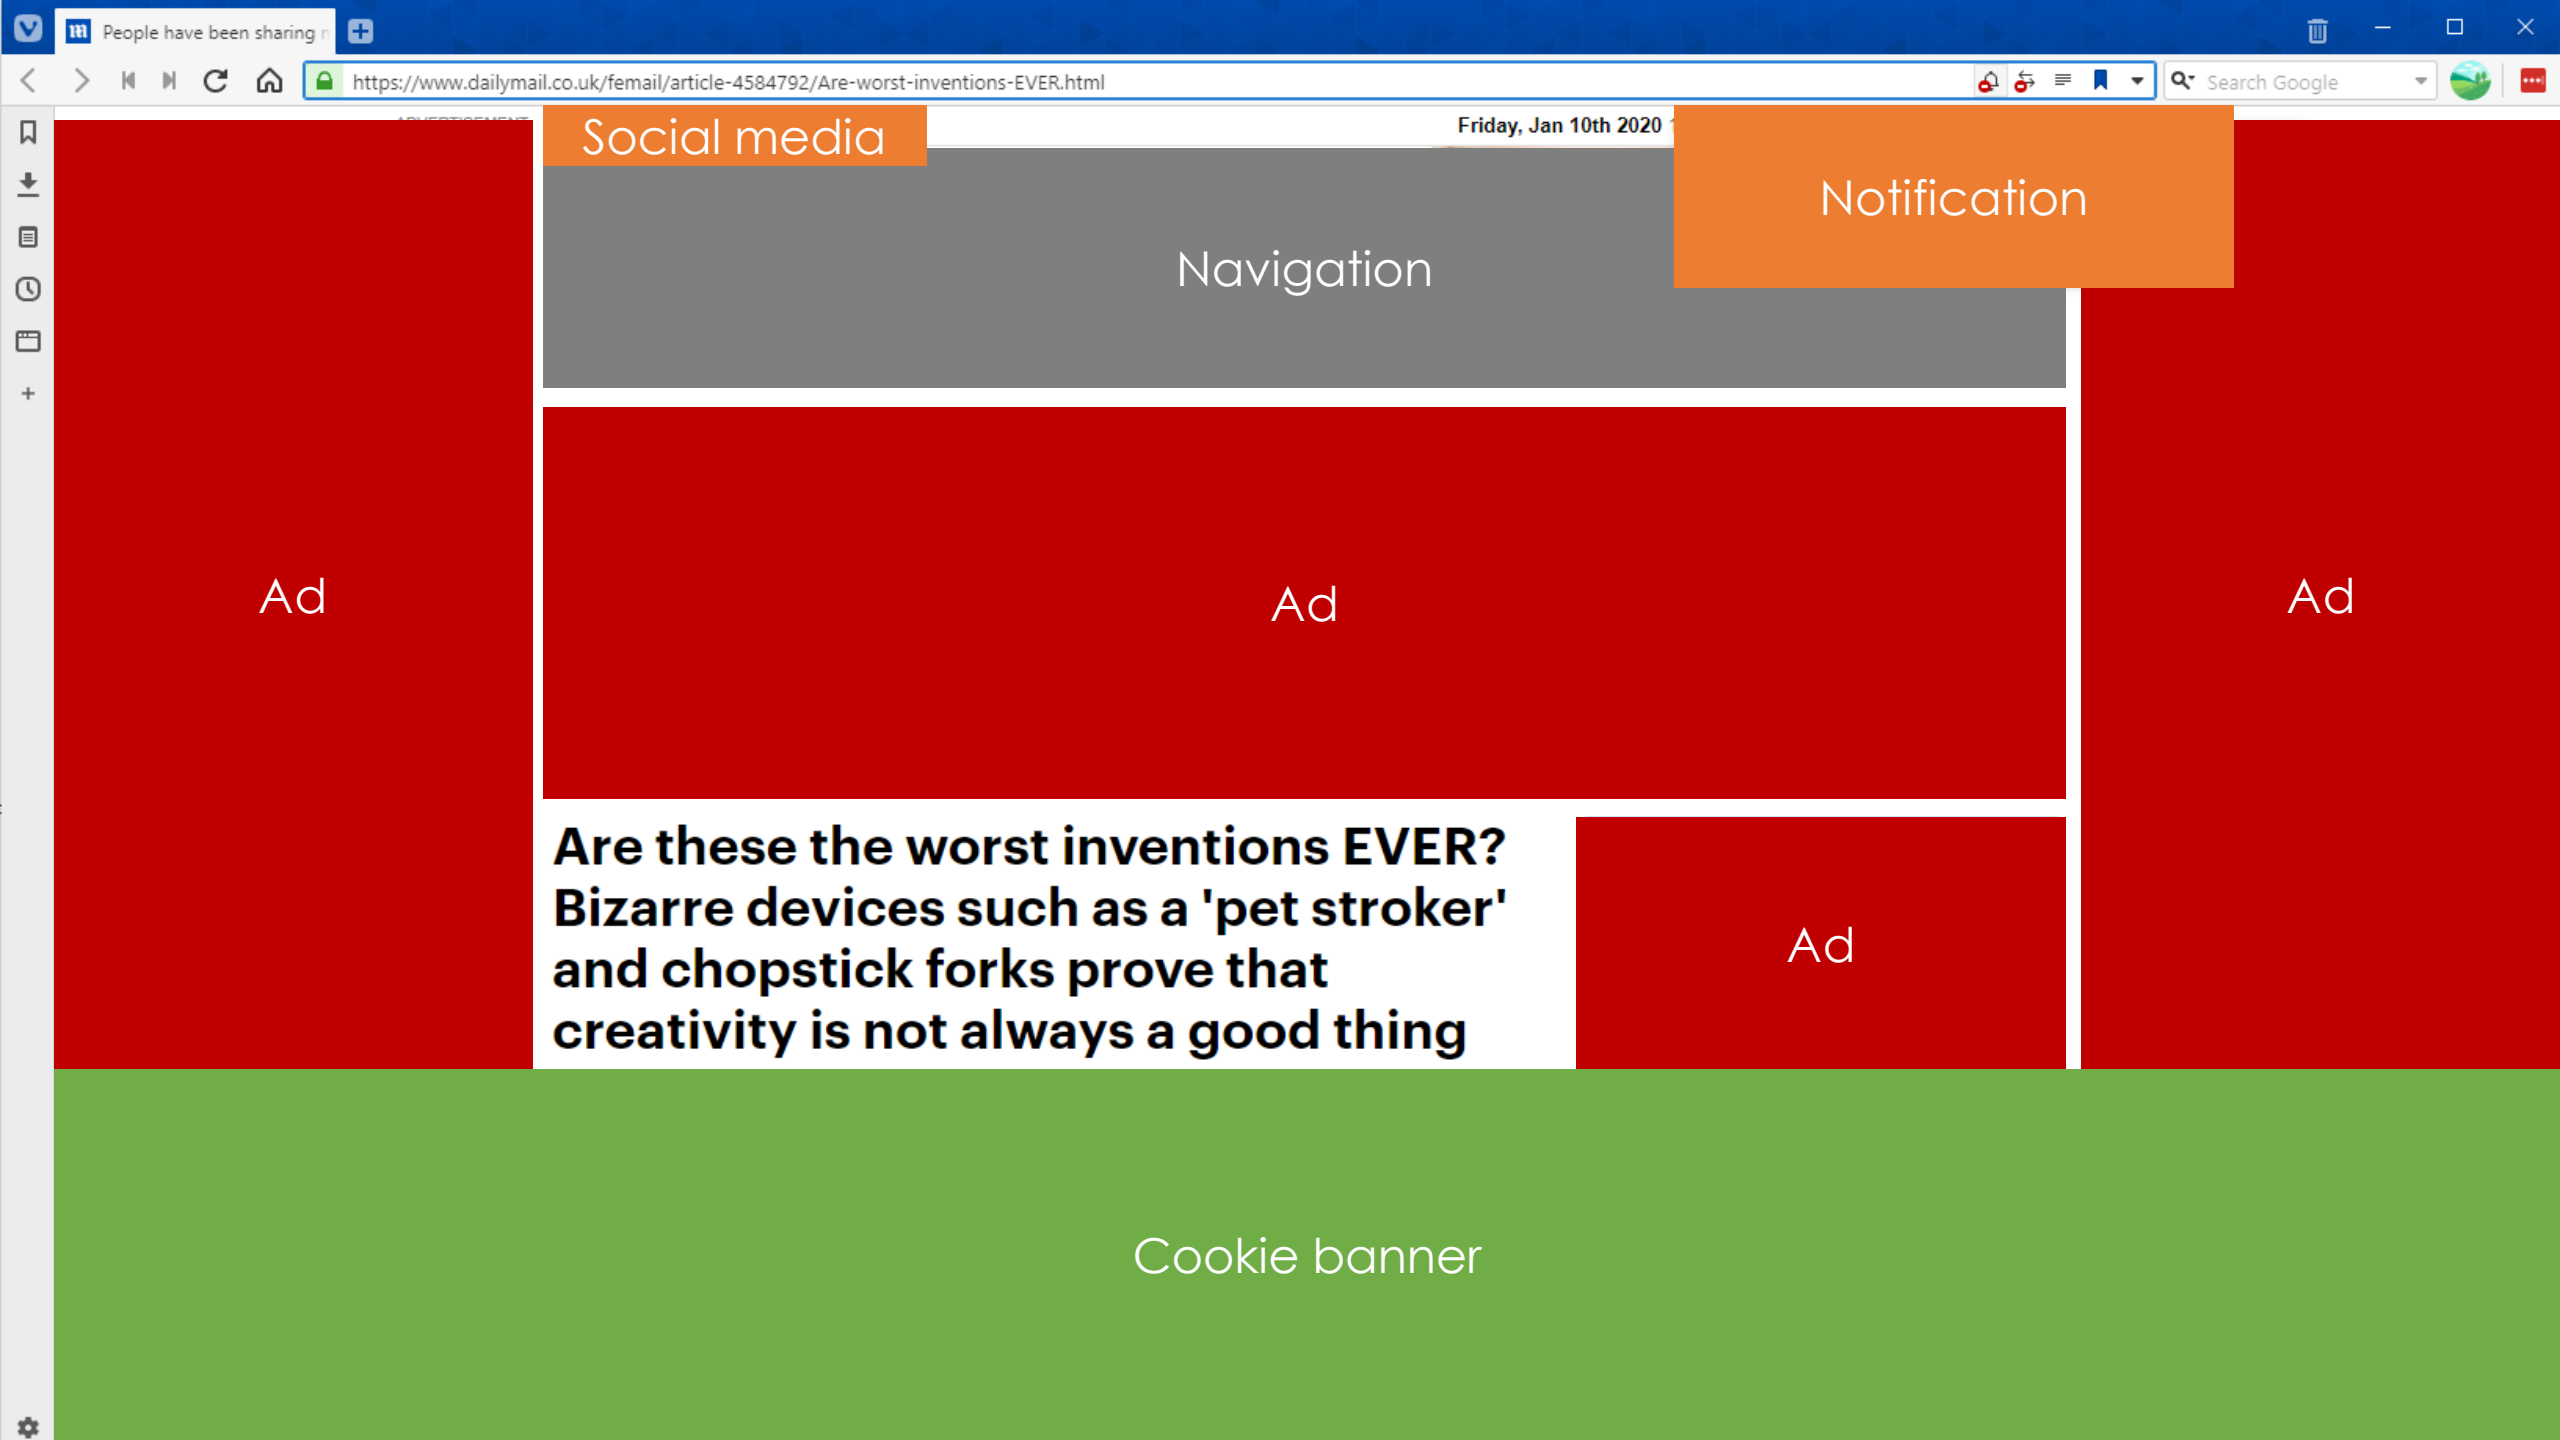 People have been sharing
https://www.dailymail.co.uk/femail/article-4584792/Are-worst-inventions-EVER.html
Search Google
Social media
Friday, Jan 10th 2020
Notification
Navigation
Ad
Ad
Ad
Are these the worst inventions EVER?
Bizarre devices such as a 'pet stroker'
and chopstick forks prove that
creativity is not always a good thing
Ad
Cookie banner